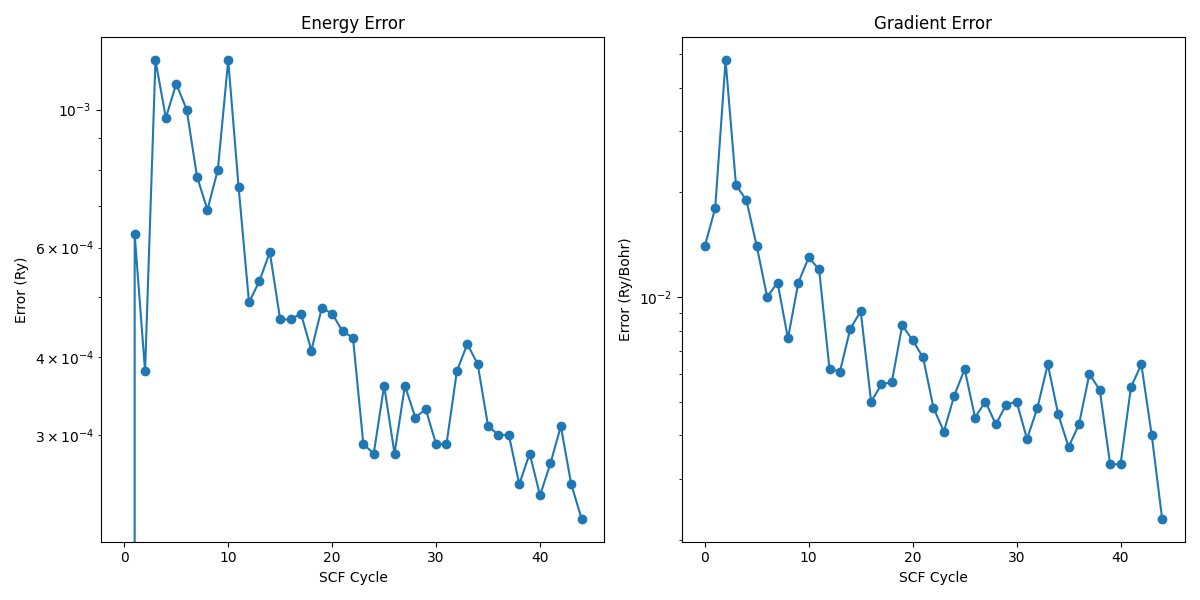 Energy Error
Error (Ry)
10⁻³
6 × 10⁻⁴
4 × 10⁻⁴
3 × 10⁻⁴
0 10 20 30 40
SCF Cycle
Gradient Error
Error (Ry/Bohr)
10⁻²
0 10 20 30 40
SCF Cycle